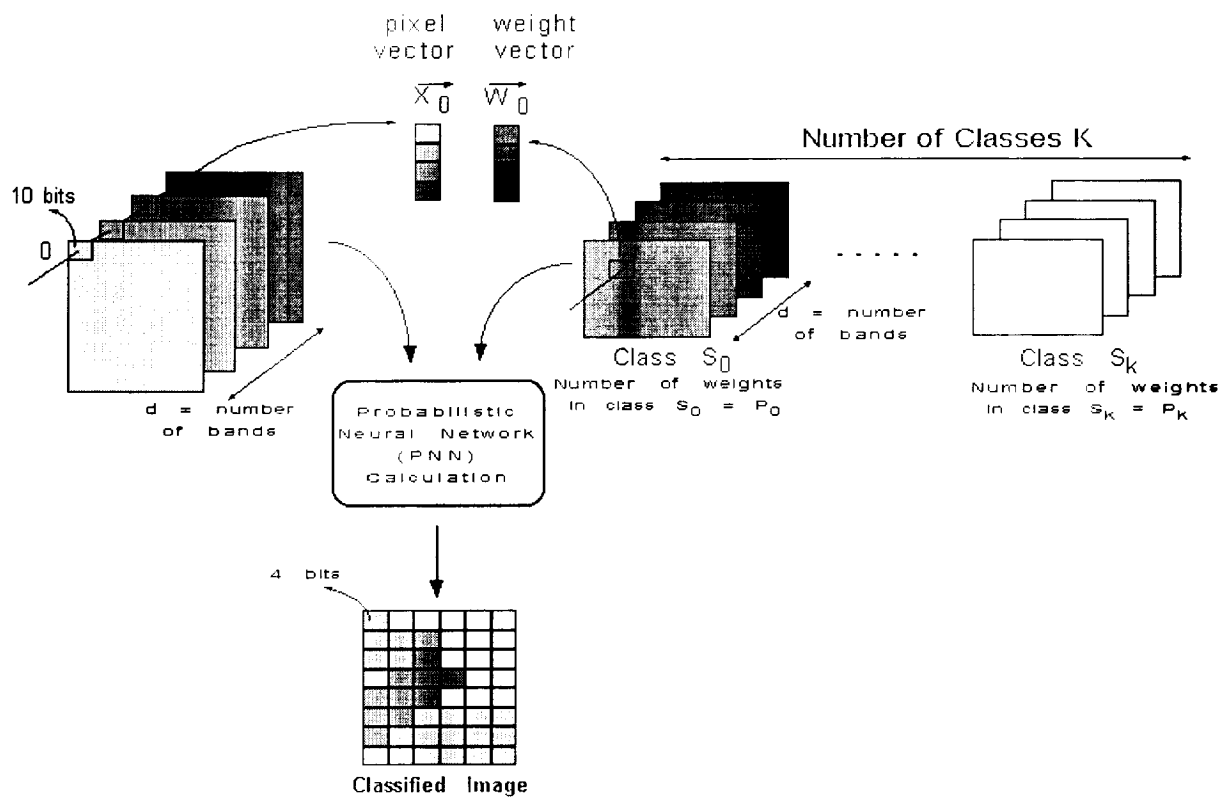 pixel vector
weight vector
X 0
W 0
Number of Classes K
10 bits
0
d = number
of bands
. . . . .
d = number
of bands
Class S0
Number of weights
in class S0 = P0
Class Sk
Number of weights
in class Sk = Pk
Probabilistic
Neural Network
(PNN)
Calculation
4 bits
Classified Image